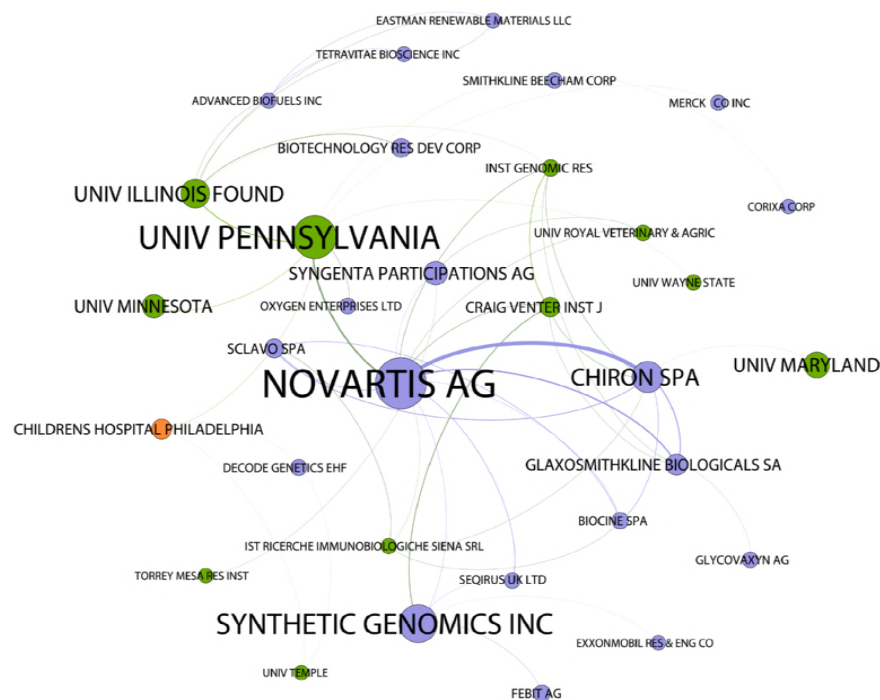 EASTMAN RENEWABLE MATERIALS LLC
TETRAVITAE BIOSCIENCE INC
SMITHKLINE BEECHAM CORP
ADVANCED BIOFUELS INC
MERCK CO INC
BIOTECHNOLOGY RES DEV CORP
INST GENOMIC RES
UNIV ILLINOIS FOUND
CORIXA CORP
UNIV PENNSYLVANIA
UNIV ROYAL VETERINARY & AGRIC
SYNGENTA PARTICIPATIONS AG
UNIV WAYNE STATE
UNIV MINNESOTA
OXYGEN ENTERPRISES LTD
CRAIG VENTER INST J
SCLAVO SPA
UNIV MARYLAND
NOVARTIS AG
CHIRON SPA
CHILDRENS HOSPITAL PHILADELPHIA
DECODE GENETICS EHF
GLAXOSMITHKLINE BIOLOGICALS SA
BIOCINE SPA
IST RICERCHE IMMUNOBIOLOGICHE SIENA SRL
GLYCOVAXYN AG
TORREY MESA RES INST
SEQIRUS UK LTD
SYNTHETIC GENOMICS INC
EXXONMOBIL RES & ENG CO
UNIV TEMPLE
FEBIT AG